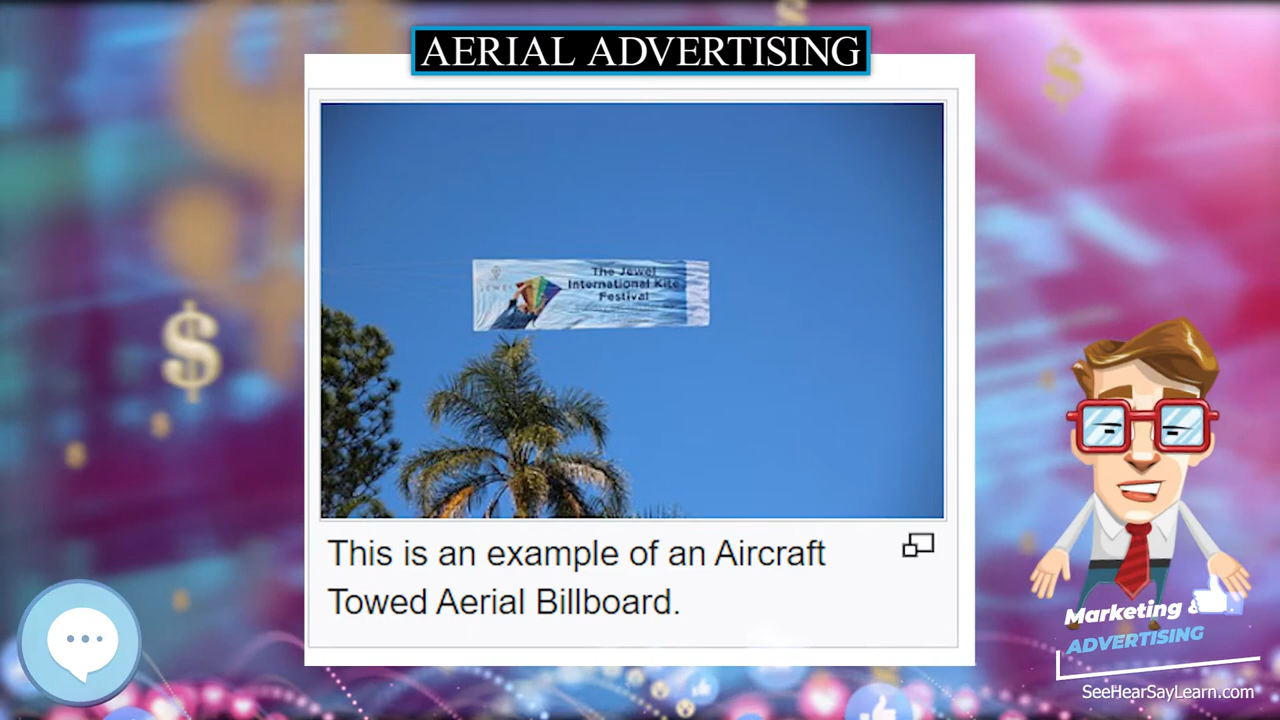 AERIAL ADVERTISING
JEWEL
The Jewel
International Kite
Festival
This is an example of an Aircraft
Towed Aerial Billboard.
Marketing &
ADVERTISING
SeeHearSayLearn.com